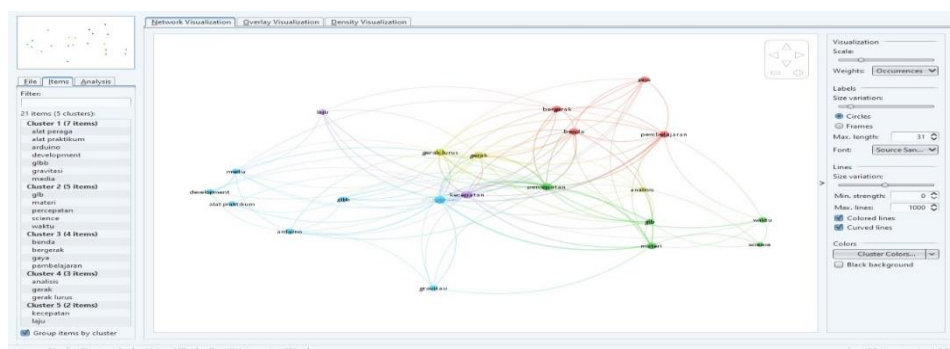 Network Visualization Overlay Visualization Density Visualization
File Items Analysis
Filter:
21 items (5 clusters):
Cluster 1 (7 items)
alat peraga
alat praktikum
arduino
development
glbb
gravitasi
media
Cluster 2 (5 items)
glb
materi
percepatan
science
waktu
Cluster 3 (4 items)
benda
bergerak
gaya
pembelajaran
Cluster 4 (3 items)
analisis
gerak
gerak lurus
Cluster 5 (2 items)
kecepatan
laju
Group items by cluster
laju
bergerak
benda
pembelajaran
gerak lurus
gerak
media
development
alat praktikum
glbb
kecepatan
percepatan
analisis
arduino
glb
waktu
materi
science
gravitasi
Visualization
Scale:
Weights: Occurrences
Labels
Size variation:
Circles
Frames
Max. length: 31
Font: Source San...
Lines
Size variation:
Min. strength: 0
Max. lines: 1000
Colored lines
Curved lines
Colors
Cluster Colors...
Black background